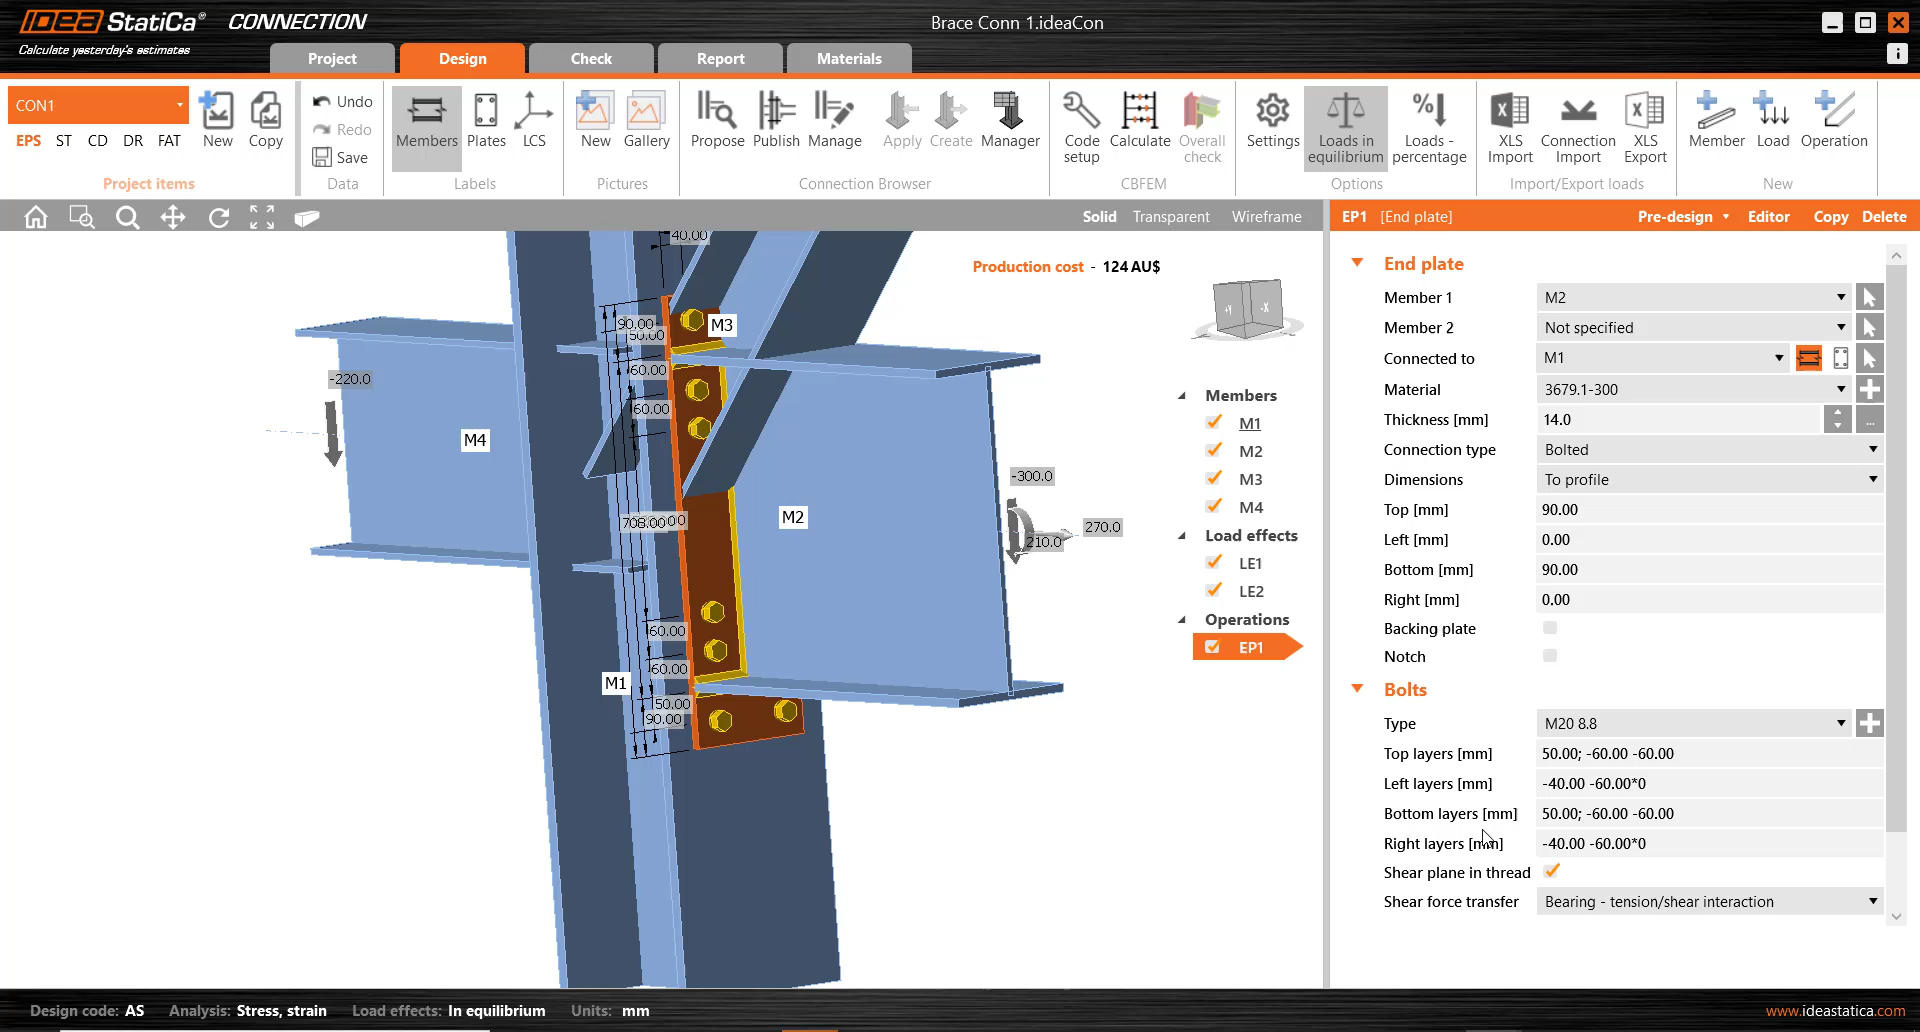 IDEA StatiCa® CONNECTION
Calculate yesterday's estimates
Brace Conn 1.ideaCon
Project
Design
Check
Report
Materials
CON1
EPS ST CD DR FAT
New
Copy
Project items
Undo
Redo
Save
Data
Members
Plates
LCS
Labels
New
Gallery
Pictures
Propose
Publish
Manage
Apply
Create
Manager
Connection Browser
Code setup
Calculate
Overall check
CBFEM
Settings
Loads in equilibrium
Loads - percentage
Options
XLS Import
Connection Import
XLS Export
Import/Export loads
Member
Load
Operation
New
Solid Transparent Wireframe
EP1 [End plate]
Pre-design
Editor
Copy
Delete
Production cost - 124 AU$
40,00
90,00
50.00
60.00
60.00
708.00
60.00
60.00
50.00
90.00
-220.0
-300.0
270.0
210.0
M1
M2
M3
M4
+Y
-X
Members
M1
M2
M3
M4
Load effects
LE1
LE2
Operations
EP1
End plate
Member 1 M2
Member 2 Not specified
Connected to M1
Material 3679.1-300
Thickness [mm] 14.0 ...
Connection type Bolted
Dimensions To profile
Top [mm] 90.00
Left [mm] 0.00
Bottom [mm] 90.00
Right [mm] 0.00
Backing plate
Notch
Bolts
Type M20 8.8
Top layers [mm] 50.00; -60.00 -60.00
Left layers [mm] -40.00 -60.00*0
Bottom layers [mm] 50.00; -60.00 -60.00
Right layers [mm] -40.00 -60.00*0
Shear plane in thread
Shear force transfer Bearing - tension/shear interaction
Design code: AS Analysis: Stress, strain Load effects: In equilibrium Units: mm
www.ideastatica.com